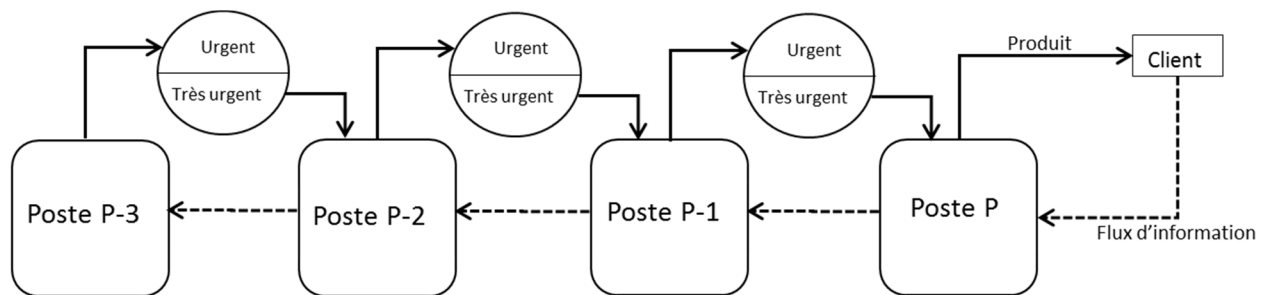 Urgent
Très urgent
Urgent
Très urgent
Urgent
Très urgent
Produit
Client
Poste P-3
Poste P-2
Poste P-1
Poste P
Flux d’information